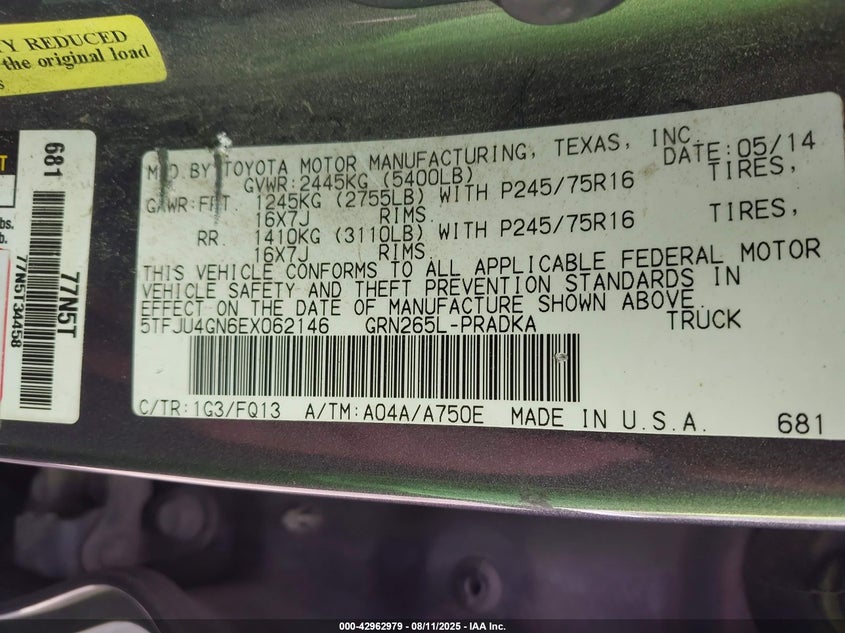 TY REDUCED
the original load
s
T
bs.
b.
681
77N5T
77N5T34458
MFD.BY TOYOTA MOTOR MANUFACTURING, TEXAS, INC. DATE:05/14
GVWR:2445KG (5400LB)
GAWR:FRT. 1245KG (2755LB) WITH P245/75R16 TIRES,
16X7J RIMS.
RR. 1410KG (3110LB) WITH P245/75R16 TIRES,
16X7J RIMS.
THIS VEHICLE CONFORMS TO ALL APPLICABLE FEDERAL MOTOR
VEHICLE SAFETY AND THEFT PREVENTION STANDARDS IN
EFFECT ON THE DATE OF MANUFACTURE SHOWN ABOVE.
5TFJU4GN6EX062146 GRN265L-PRADKA TRUCK
C/TR:1G3/FQ13 A/TM:A04A/A750E MADE IN U.S.A. 681
000-42962979 - 08/11/2025 - IAA Inc.